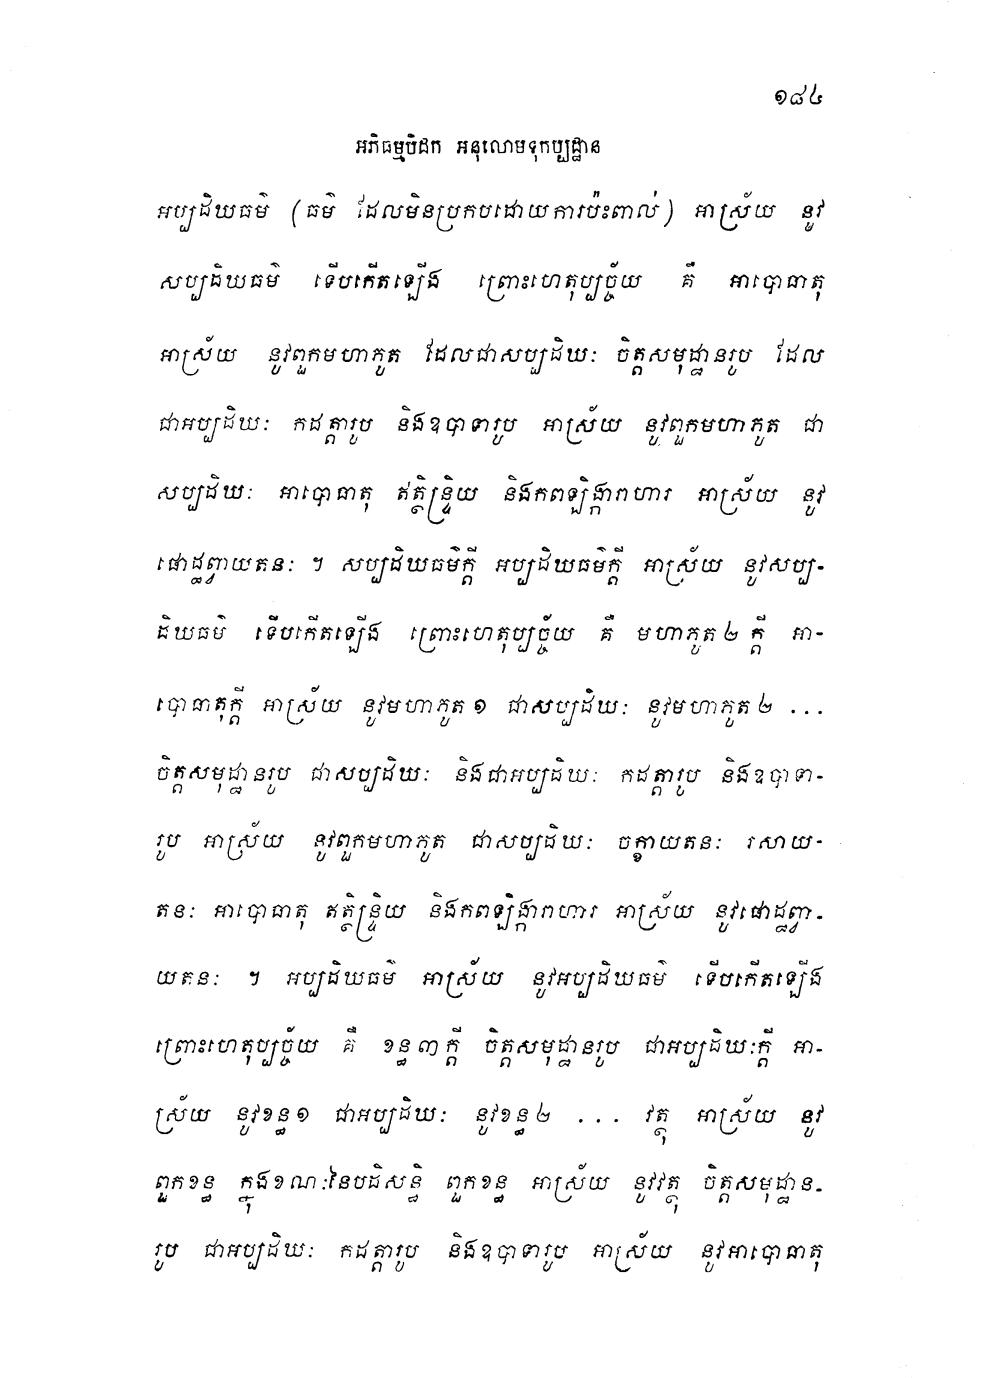 ១៨៤
អភិធម្មបិដក អនុលោមទុកប្បដ្ឋាន
អប្បដិឃធម៌ (ធម៌ ដែលមិនប្រកបដោយការប៉ះពាល់) អាស្រ័យ នូវ
សប្បដិឃធម៌ ទើបកើតឡើង ព្រោះហេតុប្បច្ច័យ គឺ អាបោធាតុ
អាស្រ័យ នូវពួកមហាភូត ដែលជាសប្បដិឃៈ ចិត្តសមុដ្ឋានរូប ដែល
ជាអប្បដិឃៈ កដត្តារូប និងឧបាទារូប អាស្រ័យ នូវពួកមហាភូត ជា
សប្បដិឃៈ អាបោធាតុ ឥត្ថិន្ទ្រិយ និងកពឡិង្ការាហារ អាស្រ័យ នូវ
ផោដ្ឋព្វាយតនៈ ។ សប្បដិឃធម៌ក្តី អប្បដិឃធម៌ក្តី អាស្រ័យ នូវសប្ប-
ដិឃធម៌ ទើបកើតឡើង ព្រោះហេតុប្បច្ច័យ គឺ មហាភូត២ ក្តី អា-
បោធាតុក្តី អាស្រ័យ នូវមហាភូត១ ជាសប្បដិឃៈ នូវមហាភូត២ ...
ចិត្តសមុដ្ឋានរូប ជាសប្បដិឃៈ និងជាអប្បដិឃៈ កដត្តារូប និងឧបាទា-
រូប អាស្រ័យ នូវពួកមហាភូត ជាសប្បដិឃៈ ចក្ខាយតនៈ រសាយ-
តនៈ អាបោធាតុ ឥត្ថិន្ទ្រិយ និងកពឡិង្ការាហារ អាស្រ័យ នូវផោដ្ឋព្វា-
យតនៈ ។ អប្បដិឃធម៌ អាស្រ័យ នូវអប្បដិឃធម៌ ទើបកើតឡើង
ព្រោះហេតុប្បច្ច័យ គឺ ខន្ធ៣ក្តី ចិត្តសមុដ្ឋានរូប ជាអប្បដិឃៈក្តី អា-
ស្រ័យ នូវខន្ធ១ ជាអប្បដិឃៈ នូវខន្ធ២ ... វត្ថុ អាស្រ័យ នូវ
ពួកខន្ធ ក្នុងខណៈនៃបដិសន្ធិ ពួកខន្ធ អាស្រ័យ នូវវត្ថុ ចិត្តសមុដ្ឋាន-
រូប ជាអប្បដិឃៈ កដត្តារូប និងឧបាទារូប អាស្រ័យ នូវអាបោធាតុ